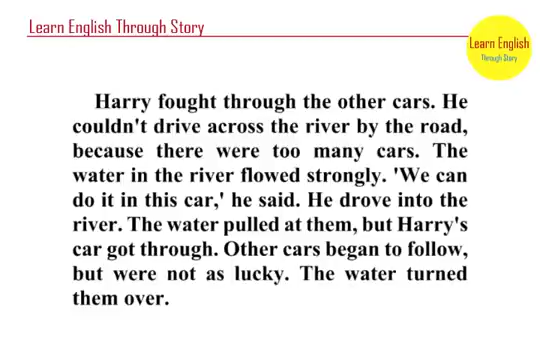 Learn English Through Story
Learn English
Through Story
Harry fought through the other cars. He
couldn't drive across the river by the road,
because there were too many cars. The
water in the river flowed strongly. 'We can
do it in this car,' he said. He drove into the
river. The water pulled at them, but Harry's
car got through. Other cars began to follow,
but were not as lucky. The water turned
them over.